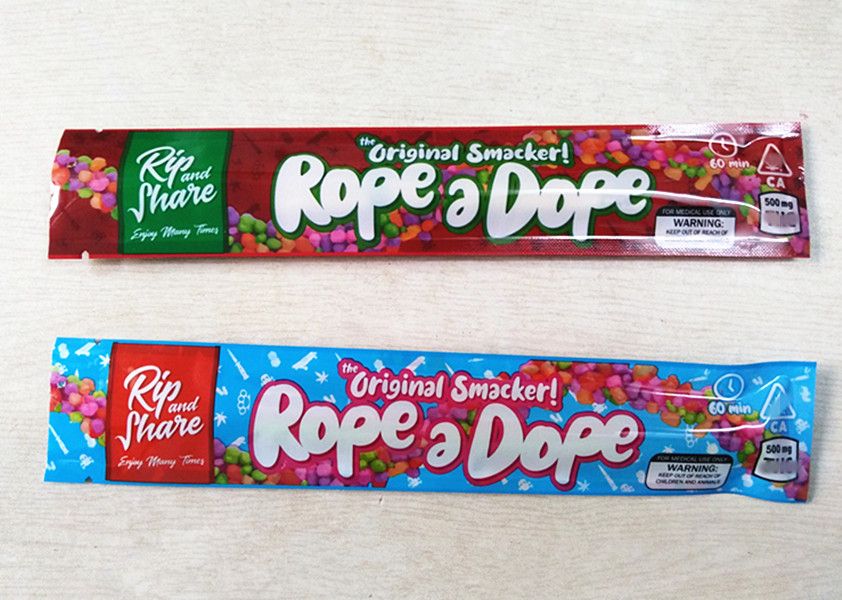 Rip
and
Share
Enjoy Many Times
the
Original Smacker!
Rope a Dope
60 min
CA
500 mg
FOR MEDICAL USE ONLY
WARNING:
KEEP OUT OF REACH OF
Rip
and
Share
Enjoy Many Times
the
Original Smacker!
Rope a Dope
60 min
CA
500 mg
FOR MEDICAL USE ONLY
WARNING:
KEEP OUT OF REACH OF
CHILDREN AND ANIMALS